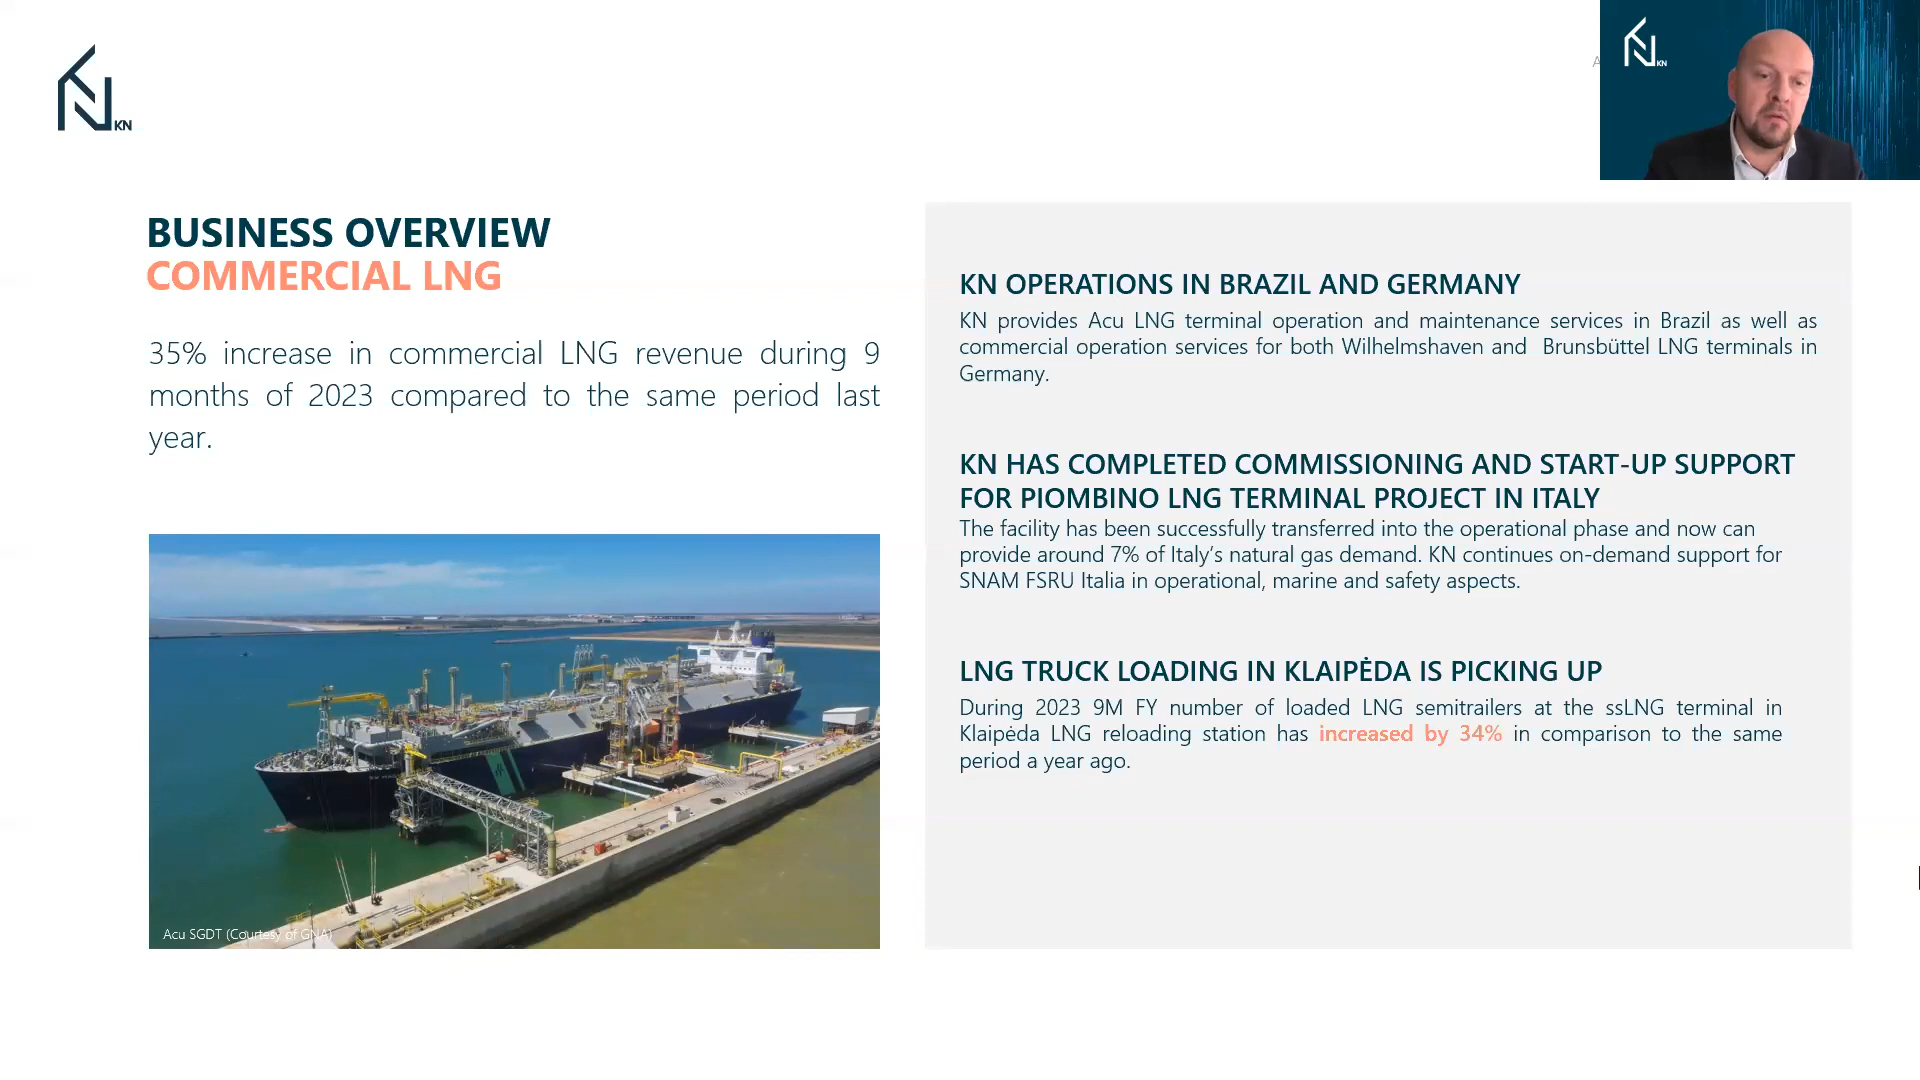 KN
KN
BUSINESS OVERVIEW
COMMERCIAL LNG
35% increase in commercial LNG revenue during 9
months of 2023 compared to the same period last
year.
Acu SGDT (Courtesy of GNA)
KN OPERATIONS IN BRAZIL AND GERMANY
KN provides Acu LNG terminal operation and maintenance services in Brazil as well as
commercial operation services for both Wilhelmshaven and Brunsbüttel LNG terminals in
Germany.
KN HAS COMPLETED COMMISSIONING AND START-UP SUPPORT
FOR PIOMBINO LNG TERMINAL PROJECT IN ITALY
The facility has been successfully transferred into the operational phase and now can
provide around 7% of Italy’s natural gas demand. KN continues on-demand support for
SNAM FSRU Italia in operational, marine and safety aspects.
LNG TRUCK LOADING IN KLAIPĖDA IS PICKING UP
During 2023 9M FY number of loaded LNG semitrailers at the ssLNG terminal in
Klaipėda LNG reloading station has increased by 34% in comparison to the same
period a year ago.